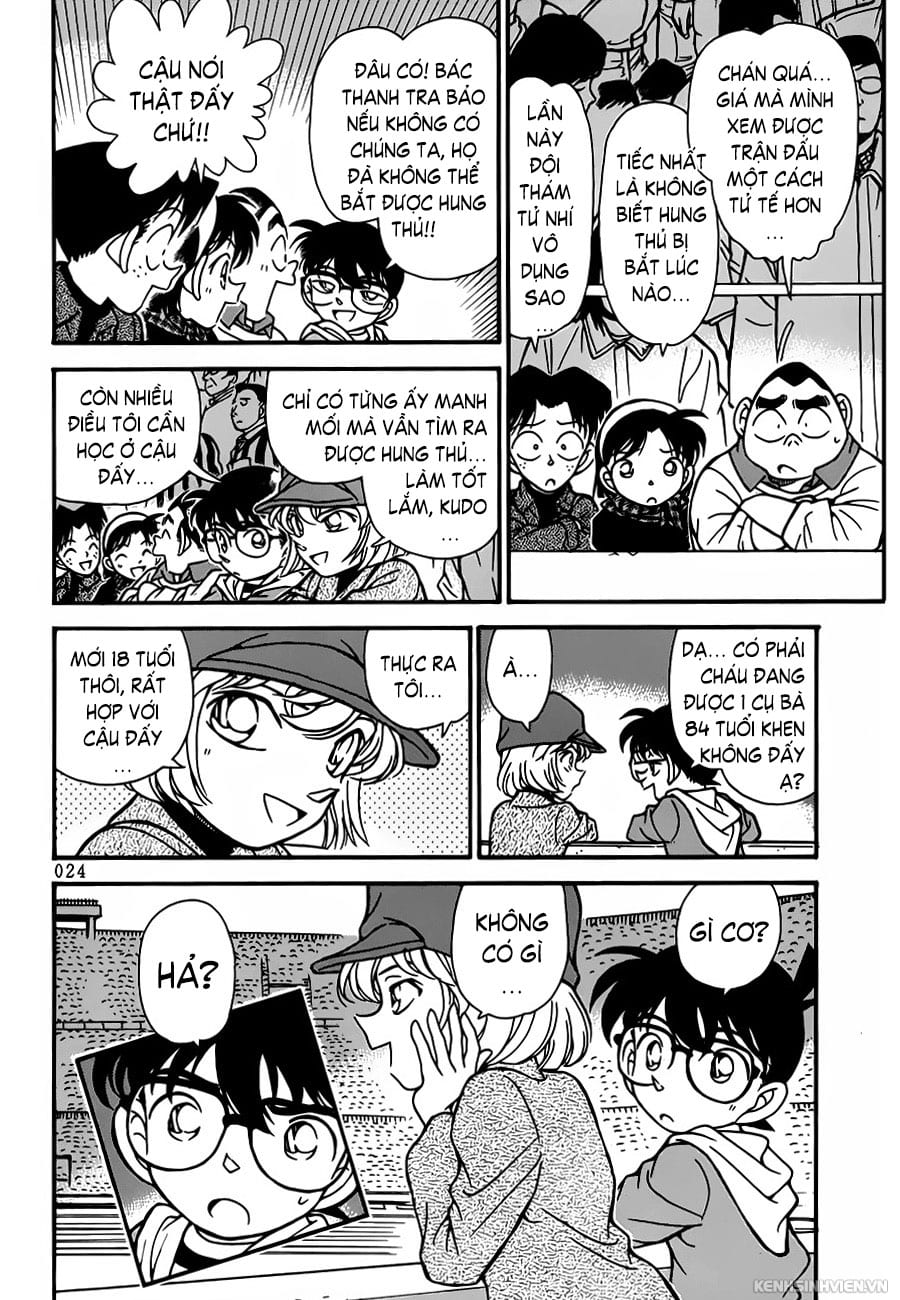 CHÁN QUÁ...
GIÁ MÀ MÌNH
XEM ĐƯỢC
TRẬN ĐẤU
MỘT CÁCH
TỬ TẾ HƠN
...
TIẾC NHẤT
LÀ KHÔNG
BIẾT HUNG
THỦ BỊ
BẮT LÚC
NÀO...
LẦN
NÀY
ĐỘI
THÁM
TỬ NHÍ
VÔ
DỤNG
SAO
...
ĐÂU CÓ! BÁC
THANH TRA BẢO
NẾU KHÔNG CÓ
CHÚNG TA, HỌ
ĐÀ KHÔNG THỂ
BẮT ĐƯỢC HUNG
THỦ!!
CẬU NÓI
THẬT ĐẤY
CHỨ!!
CHỈ CÓ TỪNG ẤY MANH
MỐI MÀ VẪN TÌM RA
ĐƯỢC HUNG THỦ...
LÀM TỐT
LẮM, KUDO
CÒN NHIỀU
ĐIỀU TÔI CẦN
HỌC Ở CẬU
ĐẤY...
DẠ... CÓ PHẢI
CHÁU ĐANG
ĐƯỢC 1 CỤ BÀ
84 TUỔI KHEN
KHÔNG ĐẤY
Ạ?
À...
THỰC RA
TÔI...
MỚI 18 TUỔI
THÔI, RẤT
HỢP VỚI
CẬU ĐẤY
...
024
HẢ?
GÌ CƠ?
KHÔNG
CÓ GÌ
...
KENHSINHVIEN.VN